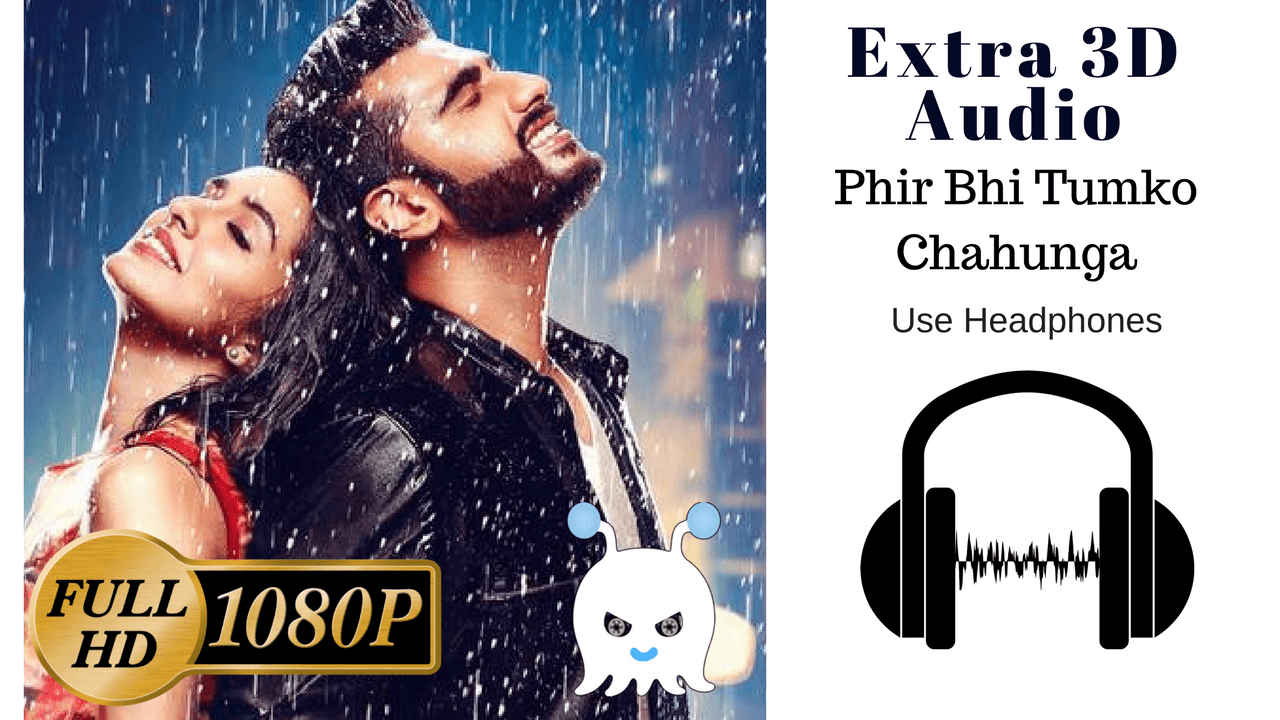 Extra 3D
Audio
Phir Bhi Tumko
Chahunga
Use Headphones
FULL
HD
1080P